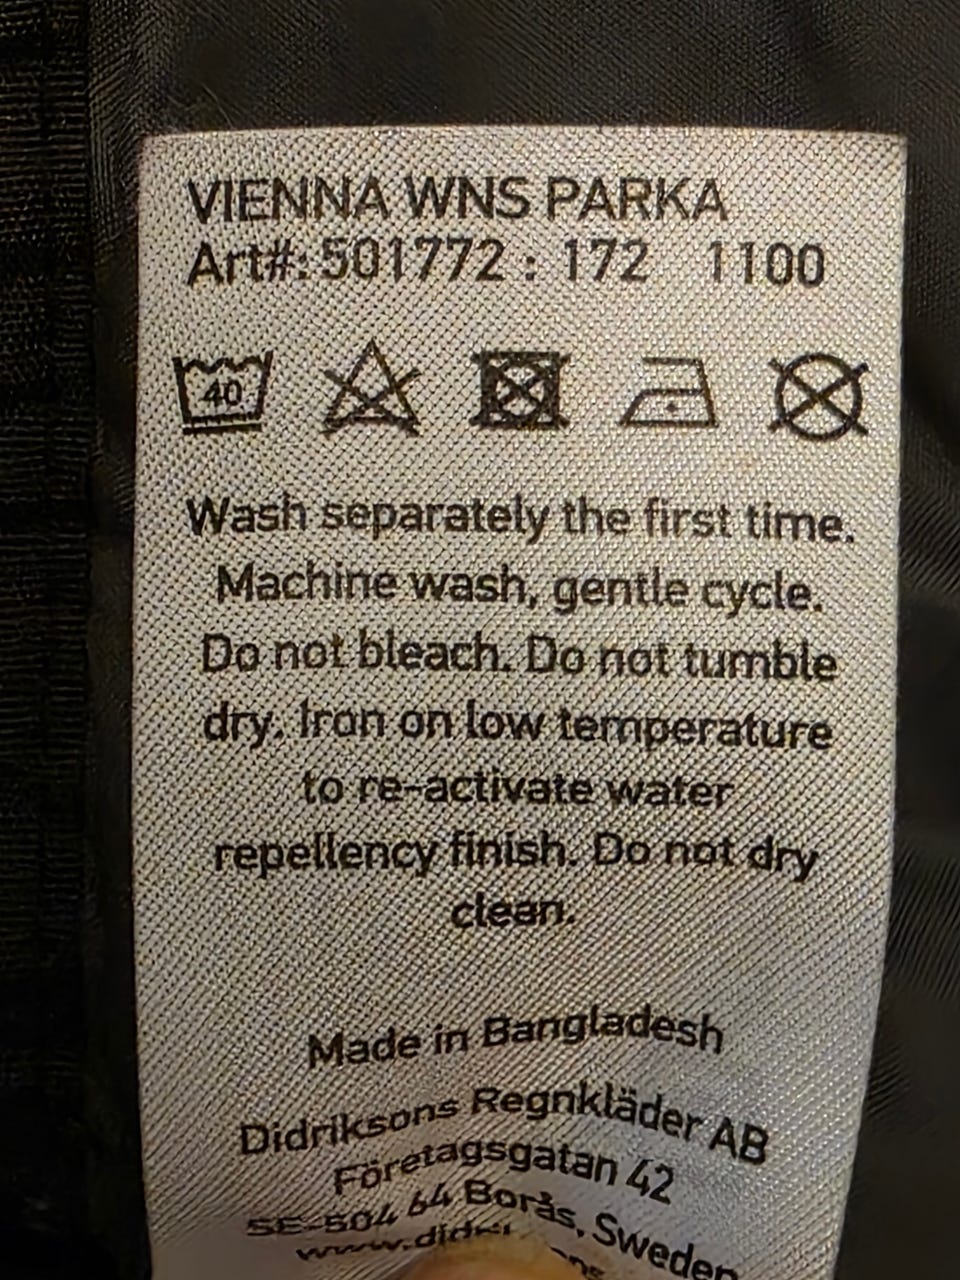 VIENNA WNS PARKA
Art#: 501772 : 172 1100
40
Wash separately the first time.
Machine wash, gentle cycle.
Do not bleach. Do not tumble
dry. Iron on low temperature
to re-activate water
repellency finish. Do not dry
clean.
Made in Bangladesh
Didriksons Regnkläder AB
Företagsgatan 42
SE-504 64 Borås, Sweden